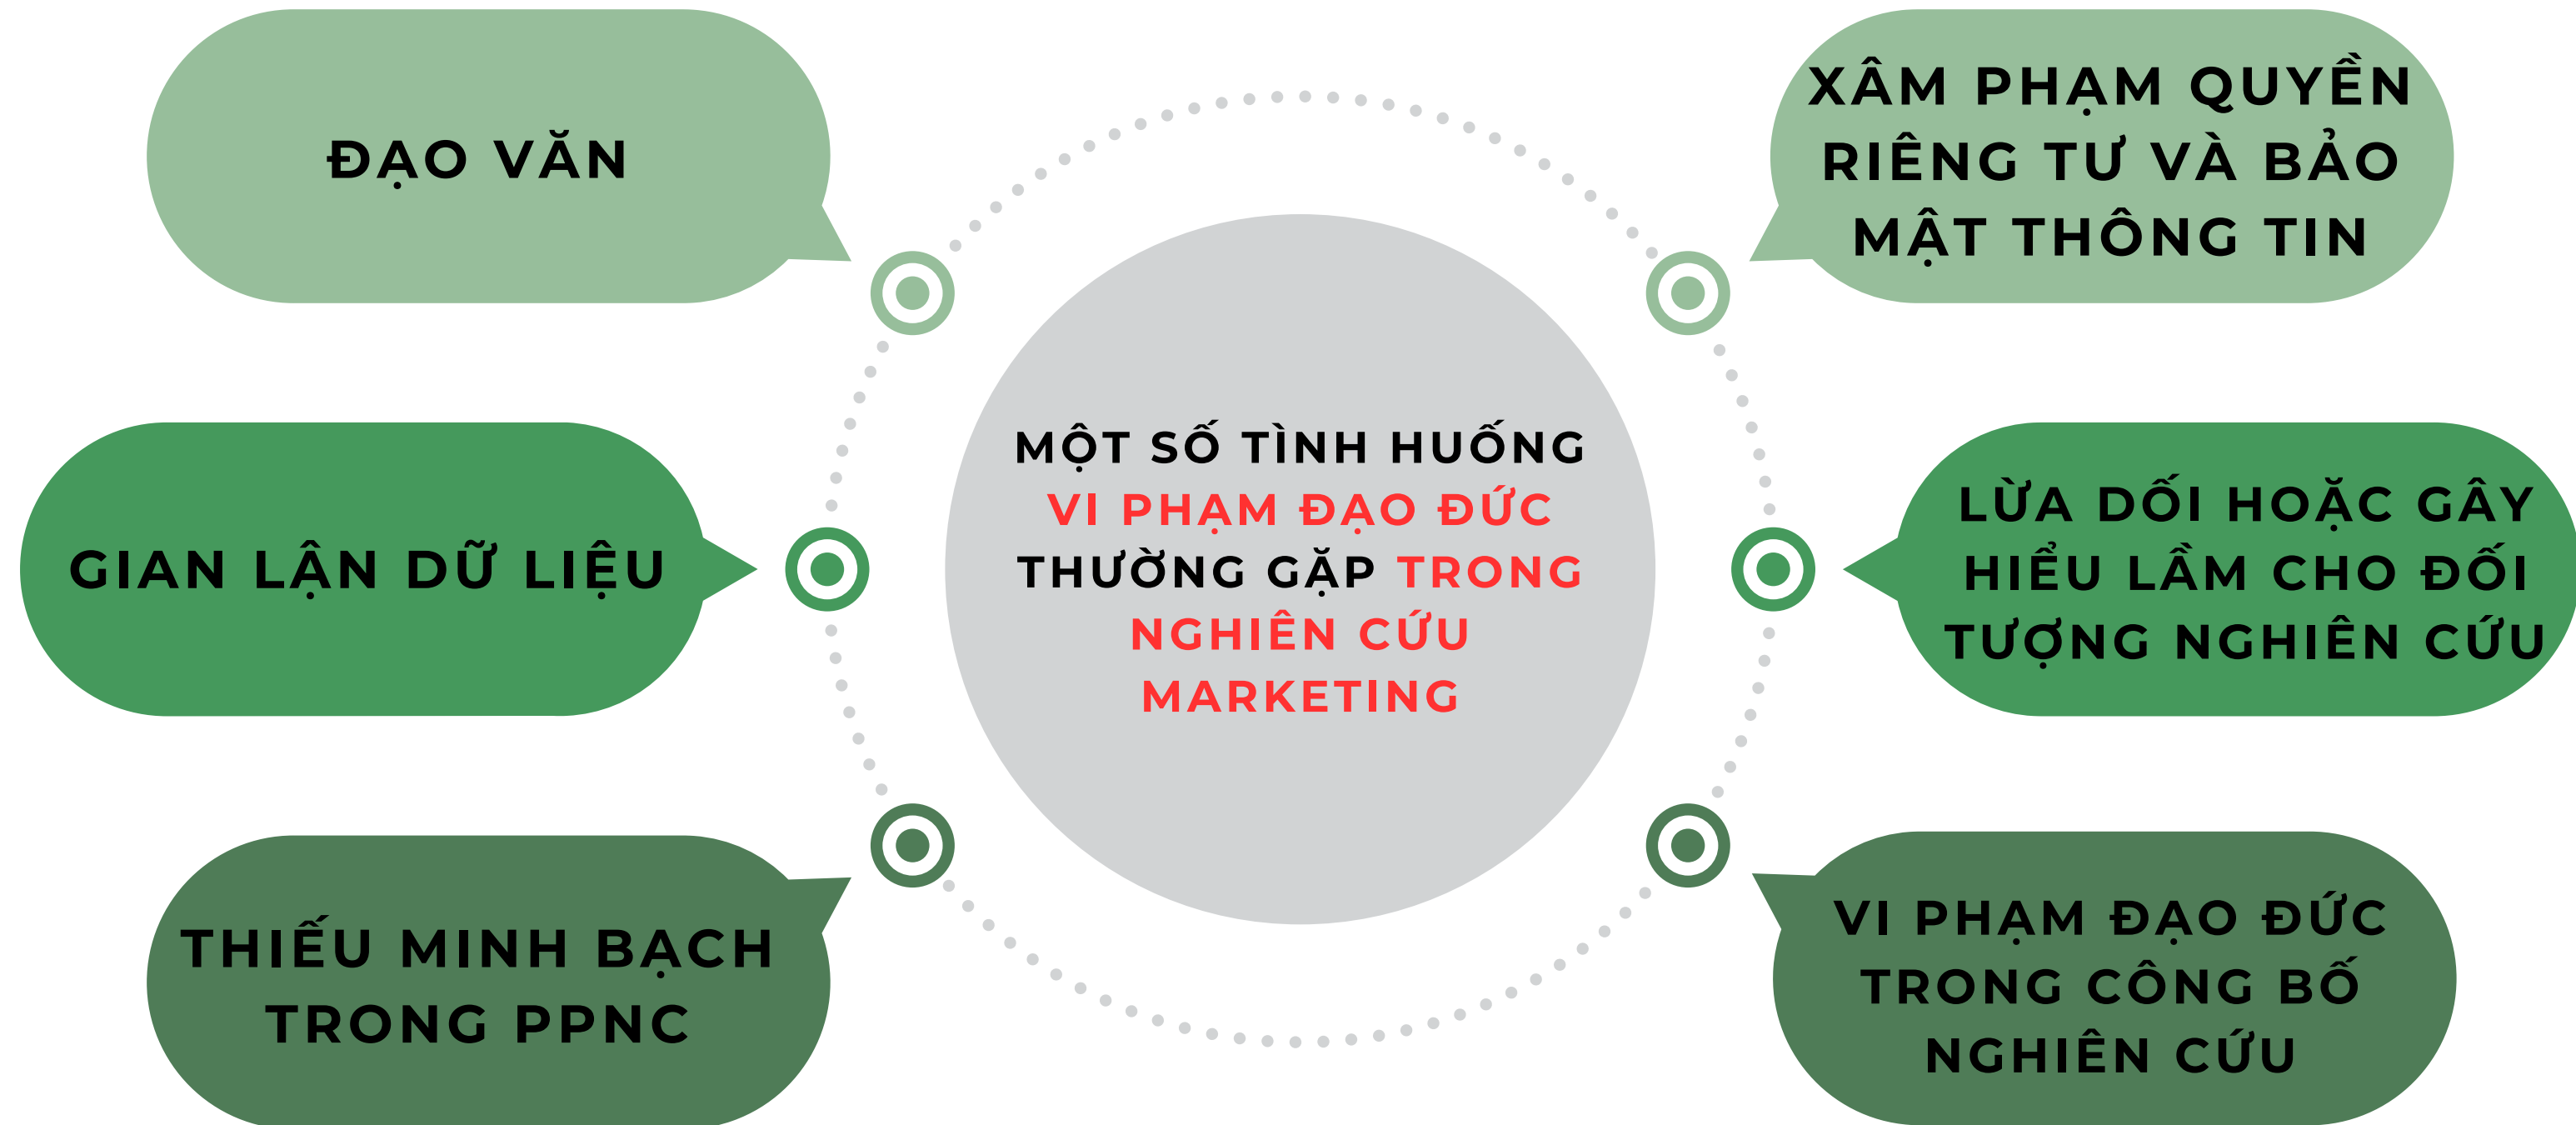 ĐẠO VĂN
GIAN LẬN DỮ LIỆU
THIẾU MINH BẠCH
TRONG PPNC
MỘT SỐ TÌNH HUỐNG
VI PHẠM ĐẠO ĐỨC
THƯỜNG GẶP TRONG
NGHIÊN CỨU
MARKETING
XÂM PHẠM QUYỀN
RIÊNG TƯ VÀ BẢO
MẬT THÔNG TIN
LỪA DỐI HOẶC GÂY
HIỂU LẦM CHO ĐỐI
TƯỢNG NGHIÊN CỨU
VI PHẠM ĐẠO ĐỨC
TRONG CÔNG BỐ
NGHIÊN CỨU